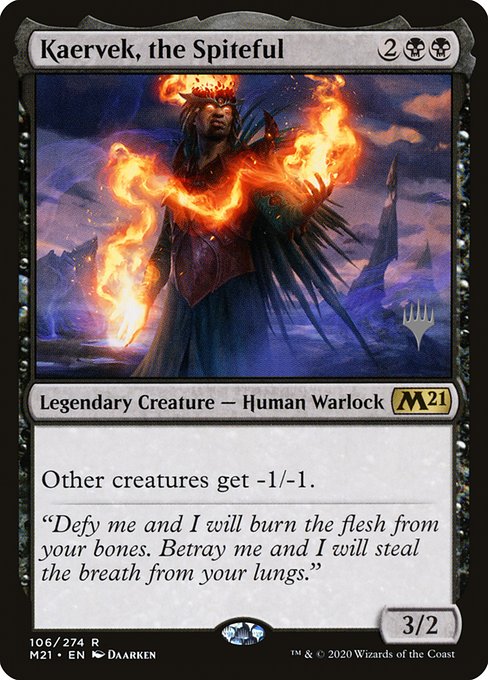 Kaervek, the Spiteful 2
Legendary Creature — Human Warlock M21
Other creatures get -1/-1.
“Defy me and I will burn the flesh from
your bones. Betray me and I will steal
the breath from your lungs.”
3/2
106/274 R
M21 • EN Daarken ™ & © 2020 Wizards of the Coast